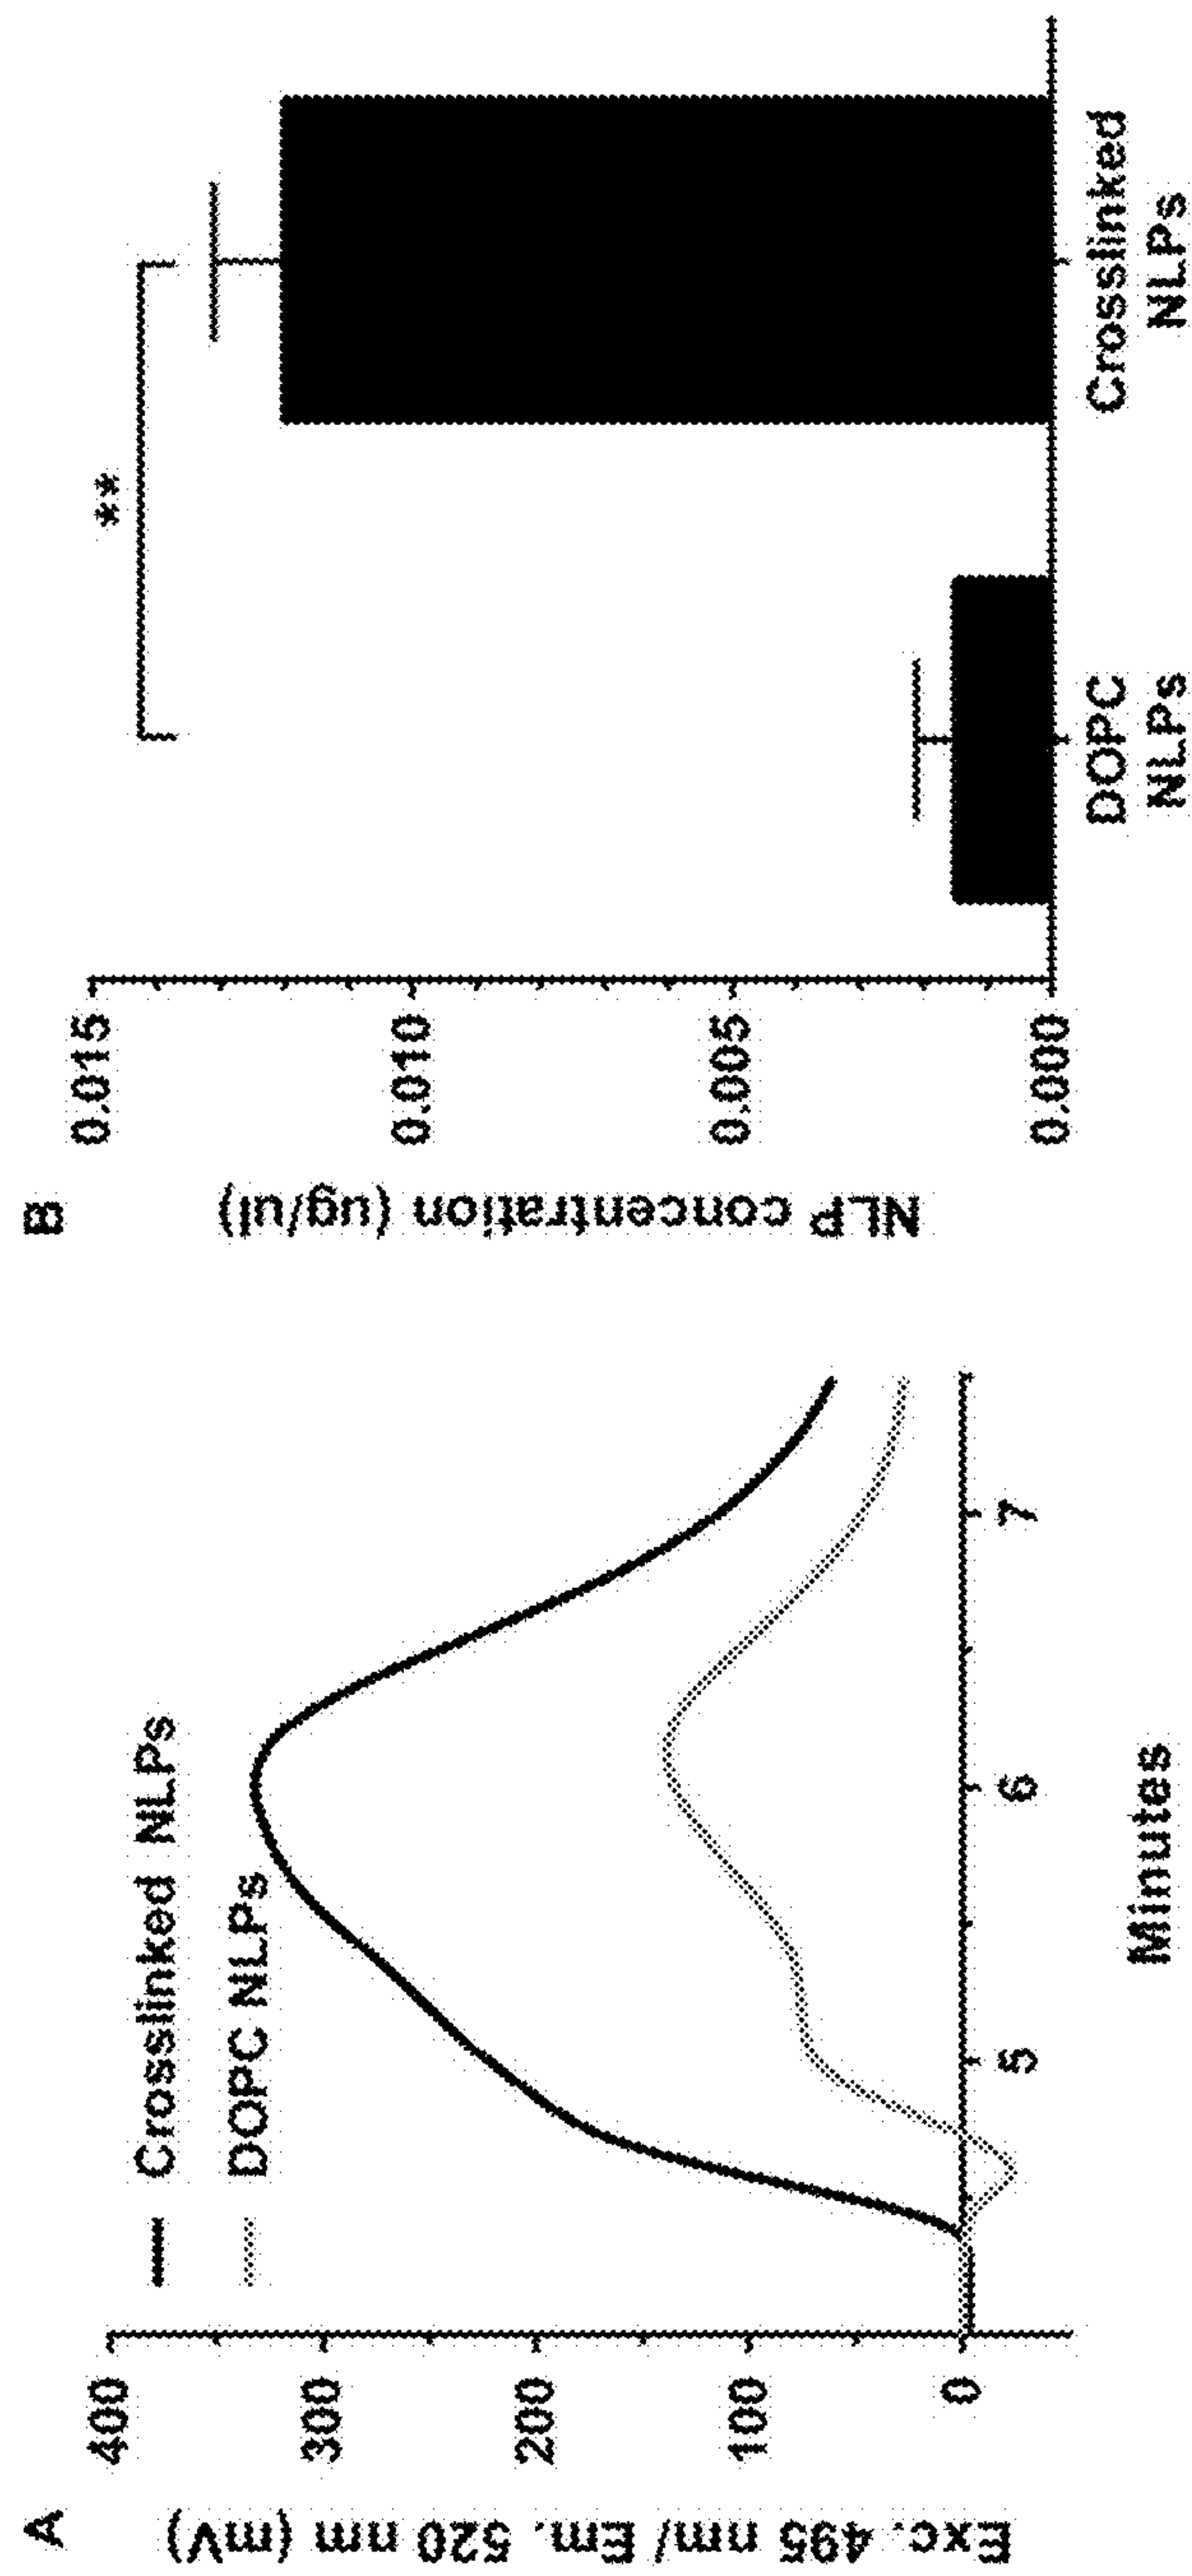 A
Exc. 495 nm/ Em. 520 nm (mV)
400
300
200
100
0
Crosslinked NLPs
DOPC NLPs
5
6
7
Minutes
B
NLP concentration (ug/ul)
0.015
0.010
0.005
0.000
**
DOPC
NLPs
Crosslinked
NLPs